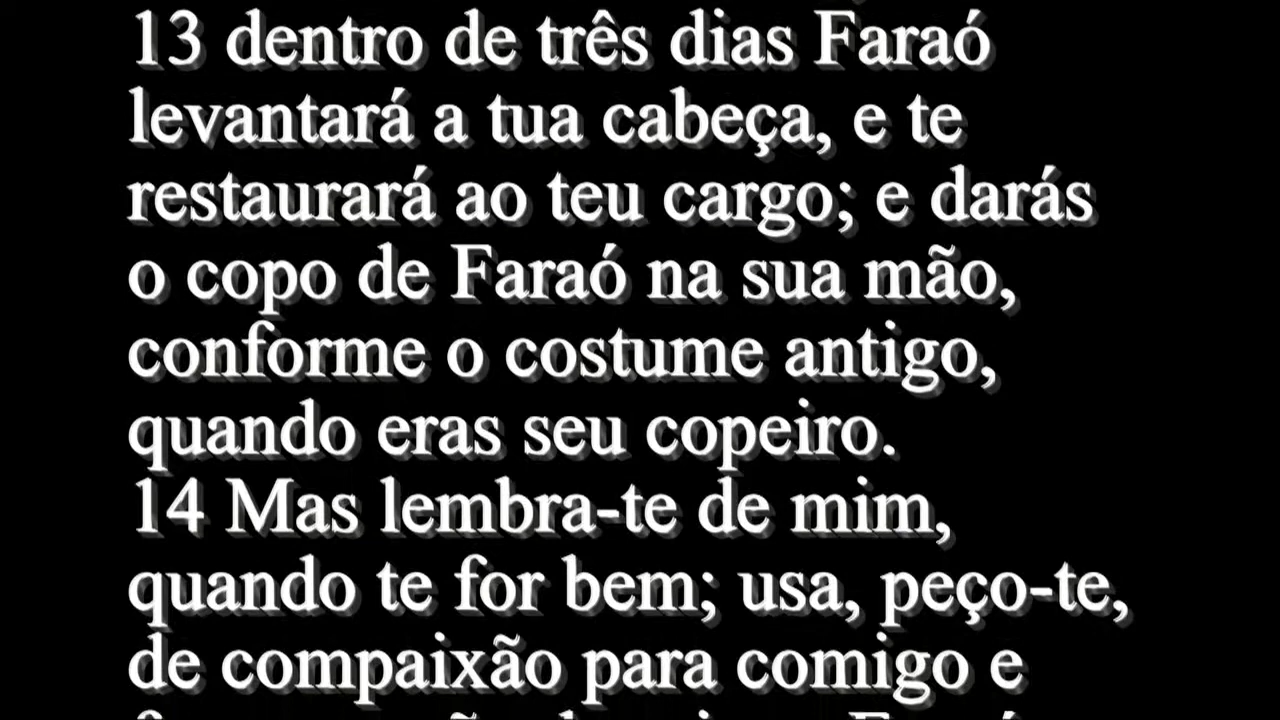 13 dentro de três dias Faraó
levantará a tua cabeça, e te
restaurará ao teu cargo; e darás
o copo de Faraó na sua mão,
conforme o costume antigo,
quando eras seu copeiro.
14 Mas lembra-te de mim,
quando te for bem; usa, peço-te,
de compaixão para comigo e